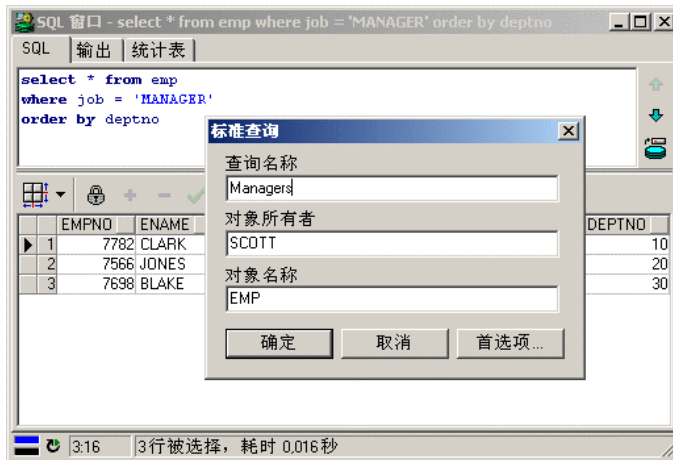 SQL 窗口 - select * from emp where job = 'MANAGER' order by deptno
SQL 输出 统计表
select * from emp
where job = 'MANAGER'
order by deptno
标准查询
查询名称
Managers
对象所有者
SCOTT
对象名称
EMP
确定 取消 首选项...
EMPNO ENAME DEPTNO
1 7782 CLARK 10
2 7566 JONES 20
3 7698 BLAKE 30
3:16 3行被选择，耗时 0.016秒